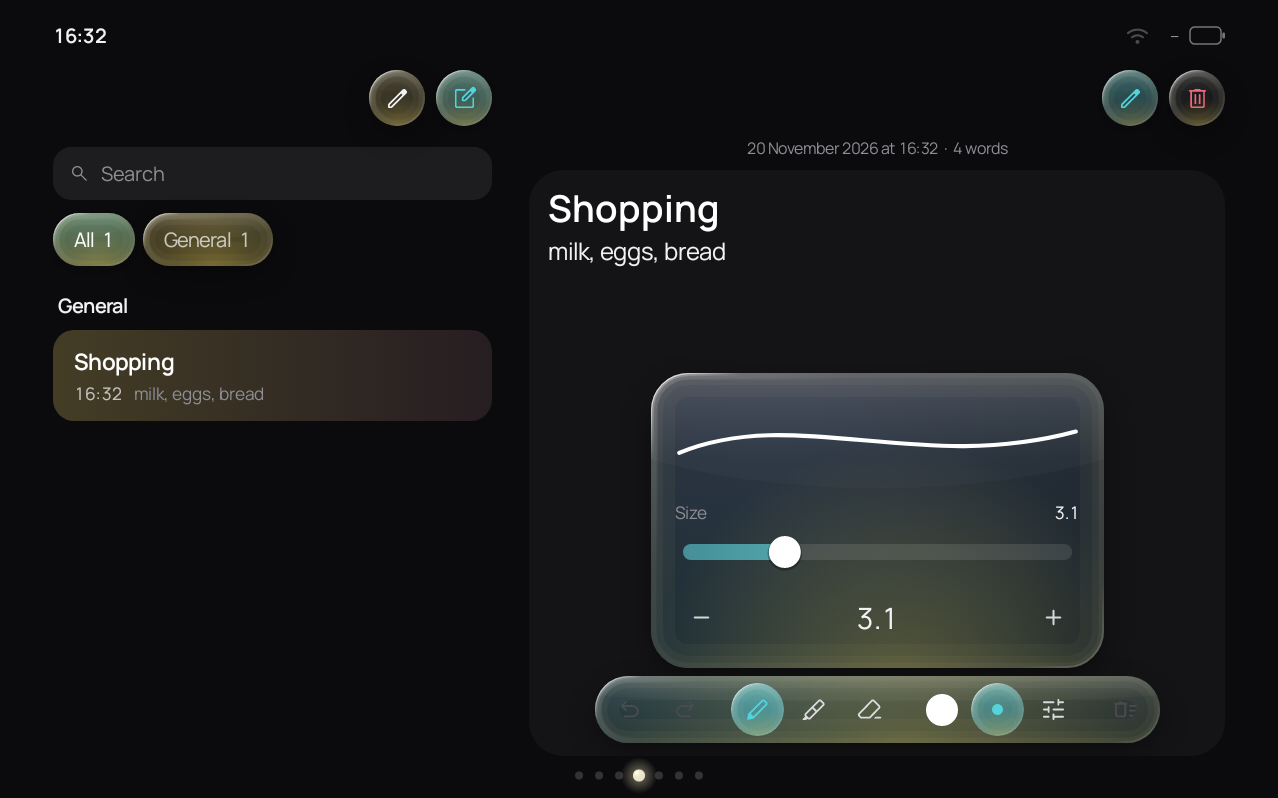 16:32
–
Search
All 1
General 1
General
Shopping
16:32 milk, eggs, bread
20 November 2026 at 16:32 · 4 words
Shopping
milk, eggs, bread
Size 3.1
− 3.1 +